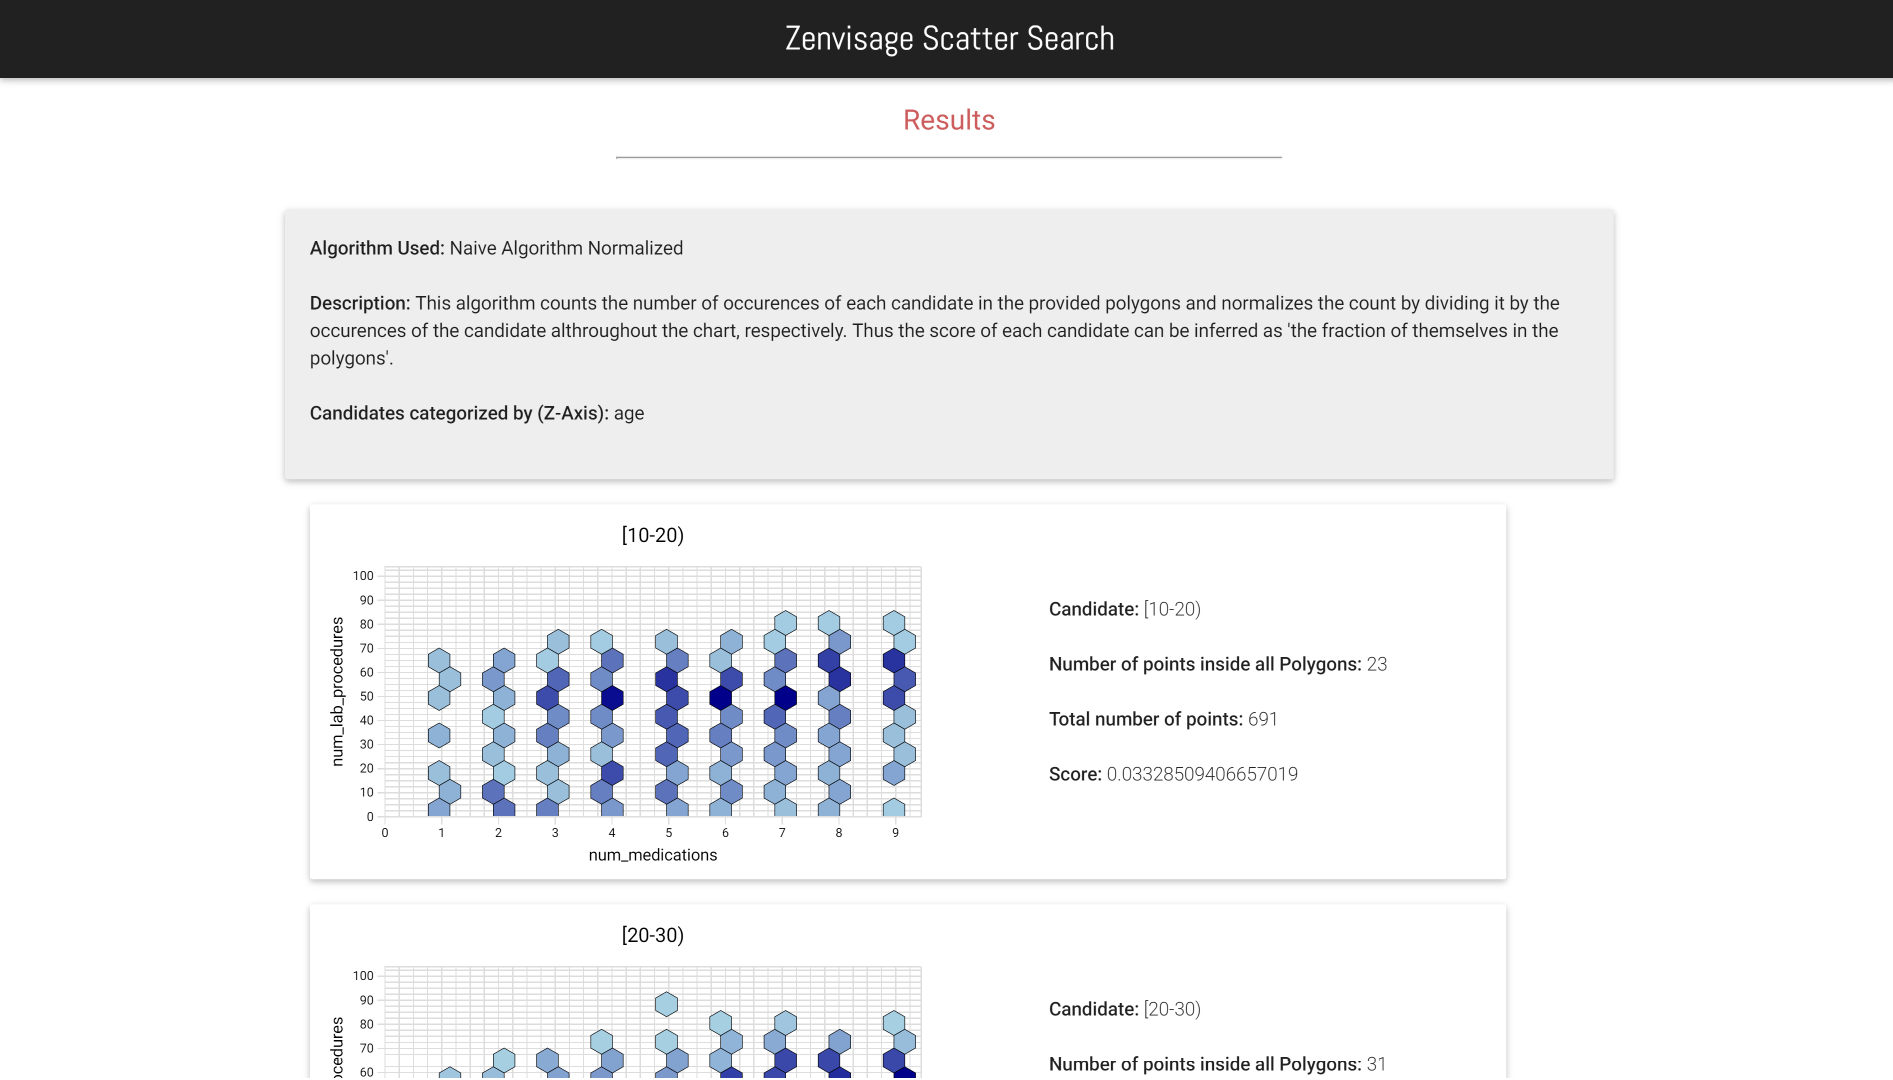 Zenvisage Scatter Search
Results
Algorithm Used: Naive Algorithm Normalized
Description: This algorithm counts the number of occurences of each candidate in the provided polygons and normalizes the count by dividing it by the
occurences of the candidate althroughout the chart, respectively. Thus the score of each candidate can be inferred as 'the fraction of themselves in the
polygons'.
Candidates categorized by (Z-Axis): age
[10-20)
100
90
80
70
60
50
40
30
20
10
0
num_lab_procedures
0 1 2 3 4 5 6 7 8 9
num_medications
Candidate: [10-20)
Number of points inside all Polygons: 23
Total number of points: 691
Score: 0.03328509406657019
[20-30)
100
90
80
70
60
ocedures
Candidate: [20-30)
Number of points inside all Polygons: 31